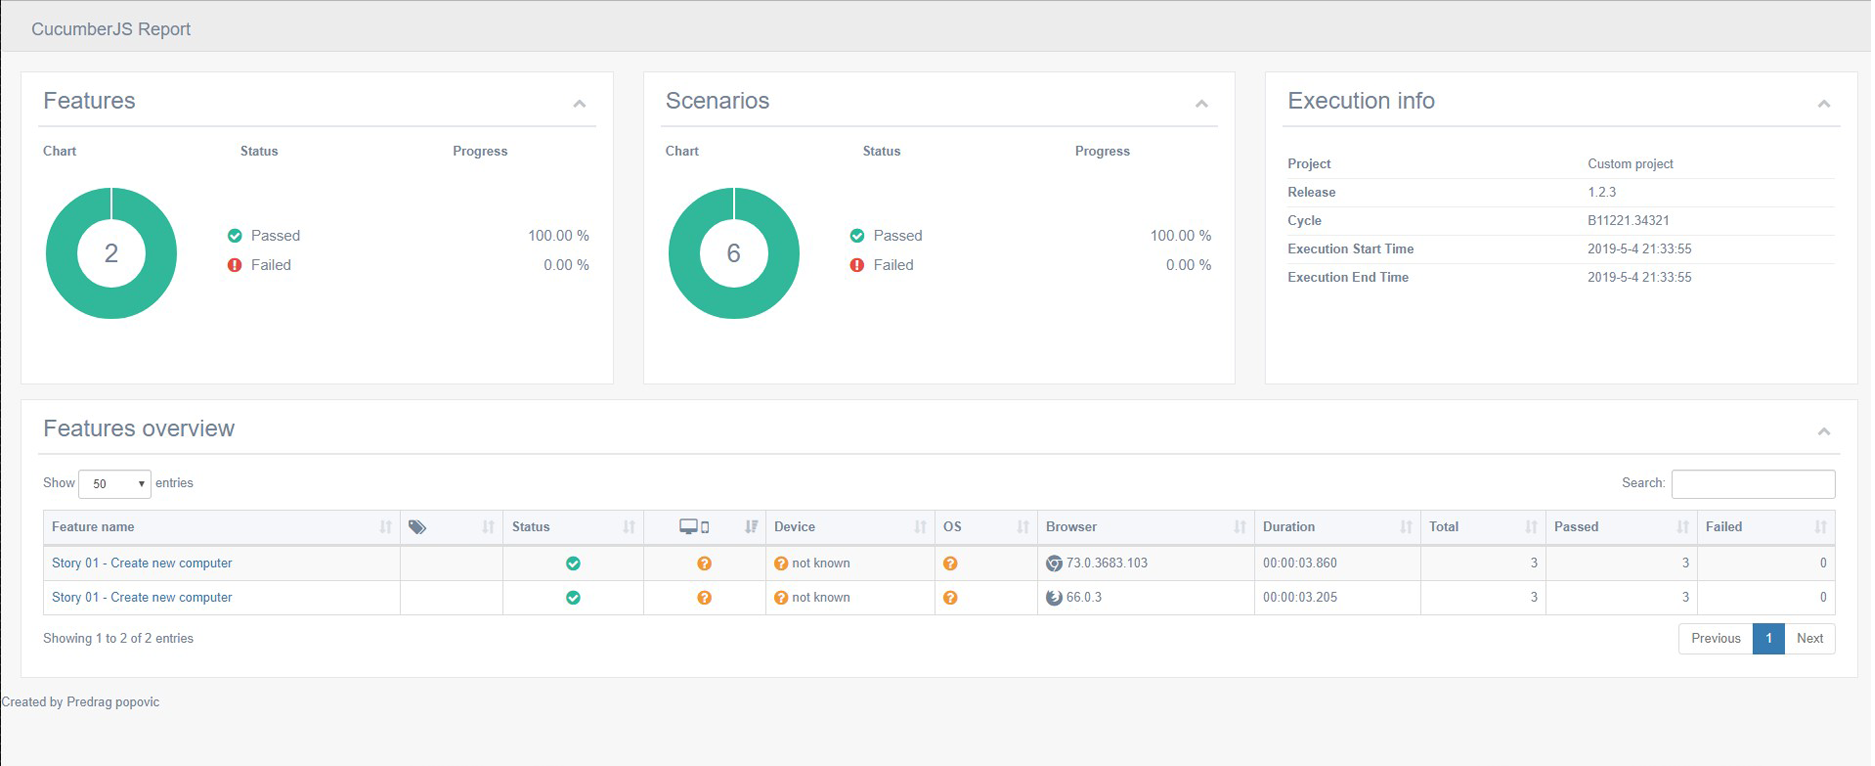 CucumberJS Report
Features
Chart Status Progress
2
Passed 100.00 %
Failed 0.00 %
Scenarios
Chart Status Progress
6
Passed 100.00 %
Failed 0.00 %
Execution info
Project Custom project
Release 1.2.3
Cycle B11221.34321
Execution Start Time 2019-5-4 21:33:55
Execution End Time 2019-5-4 21:33:55
Features overview
Show 50 entries Search:
Feature name Status Device OS Browser Duration Total Passed Failed
Story 01 - Create new computer not known 73.0.3683.103 00:00:03.860 3 3 0
Story 01 - Create new computer not known 66.0.3 00:00:03.205 3 3 0
Showing 1 to 2 of 2 entries Previous 1 Next
Created by Predrag popovic